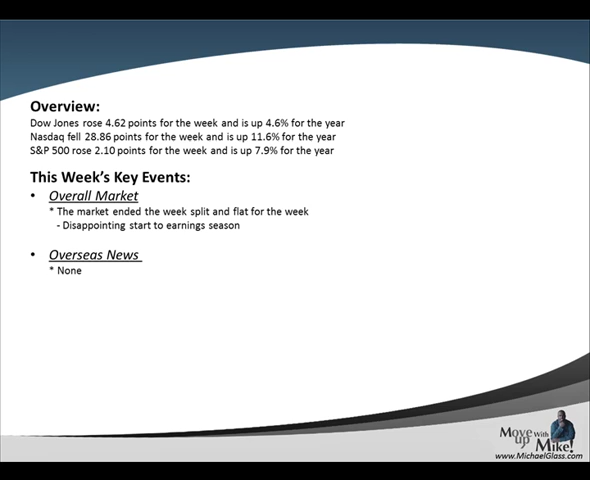 Overview:
Dow Jones rose 4.62 points for the week and is up 4.6% for the year
Nasdaq fell 28.86 points for the week and is up 11.6% for the year
S&P 500 rose 2.10 points for the week and is up 7.9% for the year
This Week's Key Events:
• Overall Market
* The market ended the week split and flat for the week
- Disappointing start to earnings season
• Overseas News
* None
Move up With Mike!
www.MichaelGlass.com